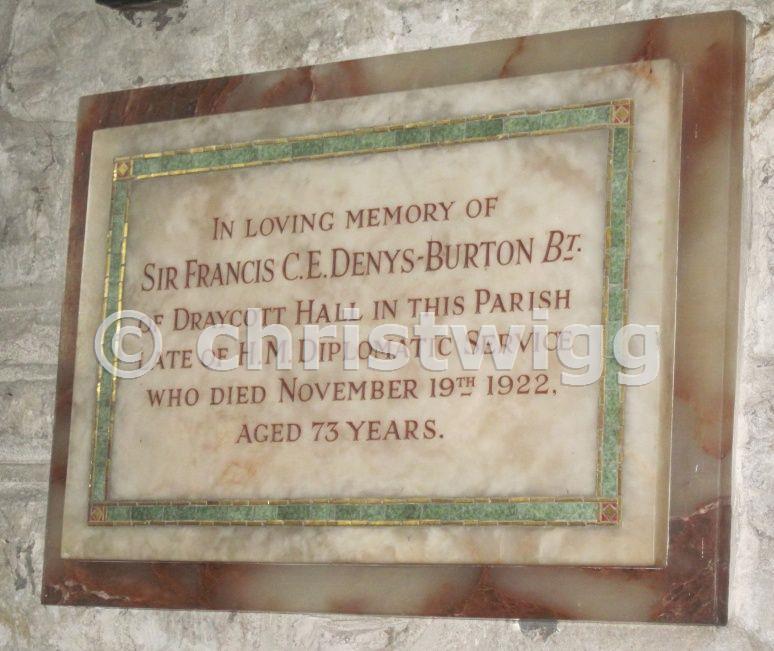 IN LOVING MEMORY OF
SIR FRANCIS C.E. DENYS-BURTON BT.
OF DRAYCOTT HALL IN THIS PARISH
LATE OF H.M. DIPLOMATIC SERVICE
WHO DIED NOVEMBER 19TH 1922,
AGED 73 YEARS.
© christwigg